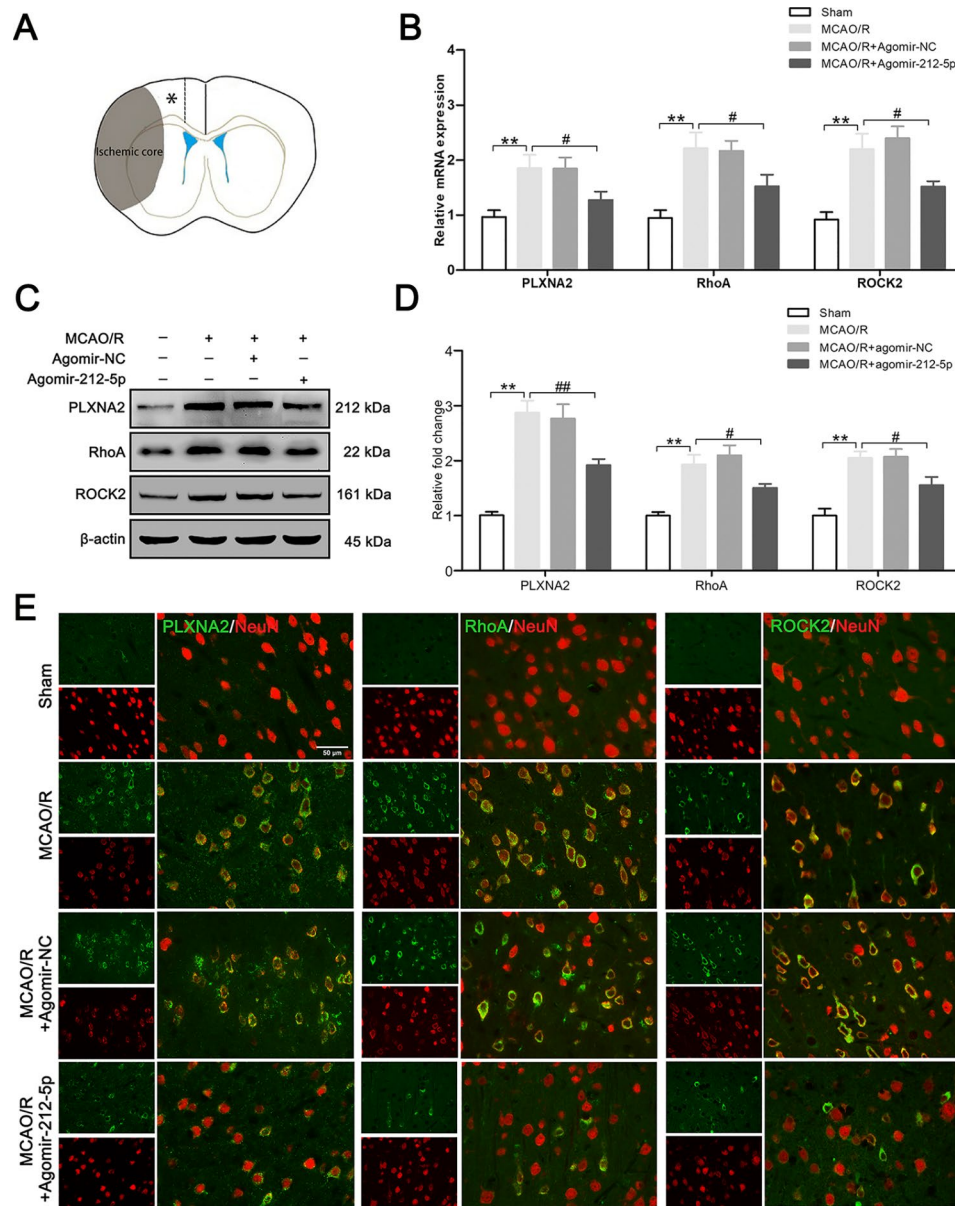 A
*
Ischemic core
B
Sham
MCAO/R
MCAO/R+Agomir-NC
MCAO/R+Agomir-212-5p
Relative mRNA expression
4
3
2
1
0
** #
** #
** #
PLXNA2 RhoA ROCK2
C
MCAO/R − + + +
Agomir-NC − − + −
Agomir-212-5p − − − +
PLXNA2 212 kDa
RhoA 22 kDa
ROCK2 161 kDa
β-actin 45 kDa
D
Sham
MCAO/R
MCAO/R+agomir-NC
MCAO/R+agomir-212-5p
Relative fold change
4
3
2
1
0
** ##
** #
** #
PLXNA2 RhoA ROCK2
E
PLXNA2/NeuN RhoA/NeuN ROCK2/NeuN
Sham
50 μm
MCAO/R
MCAO/R
+Agomir-NC
MCAO/R
+Agomir-212-5p